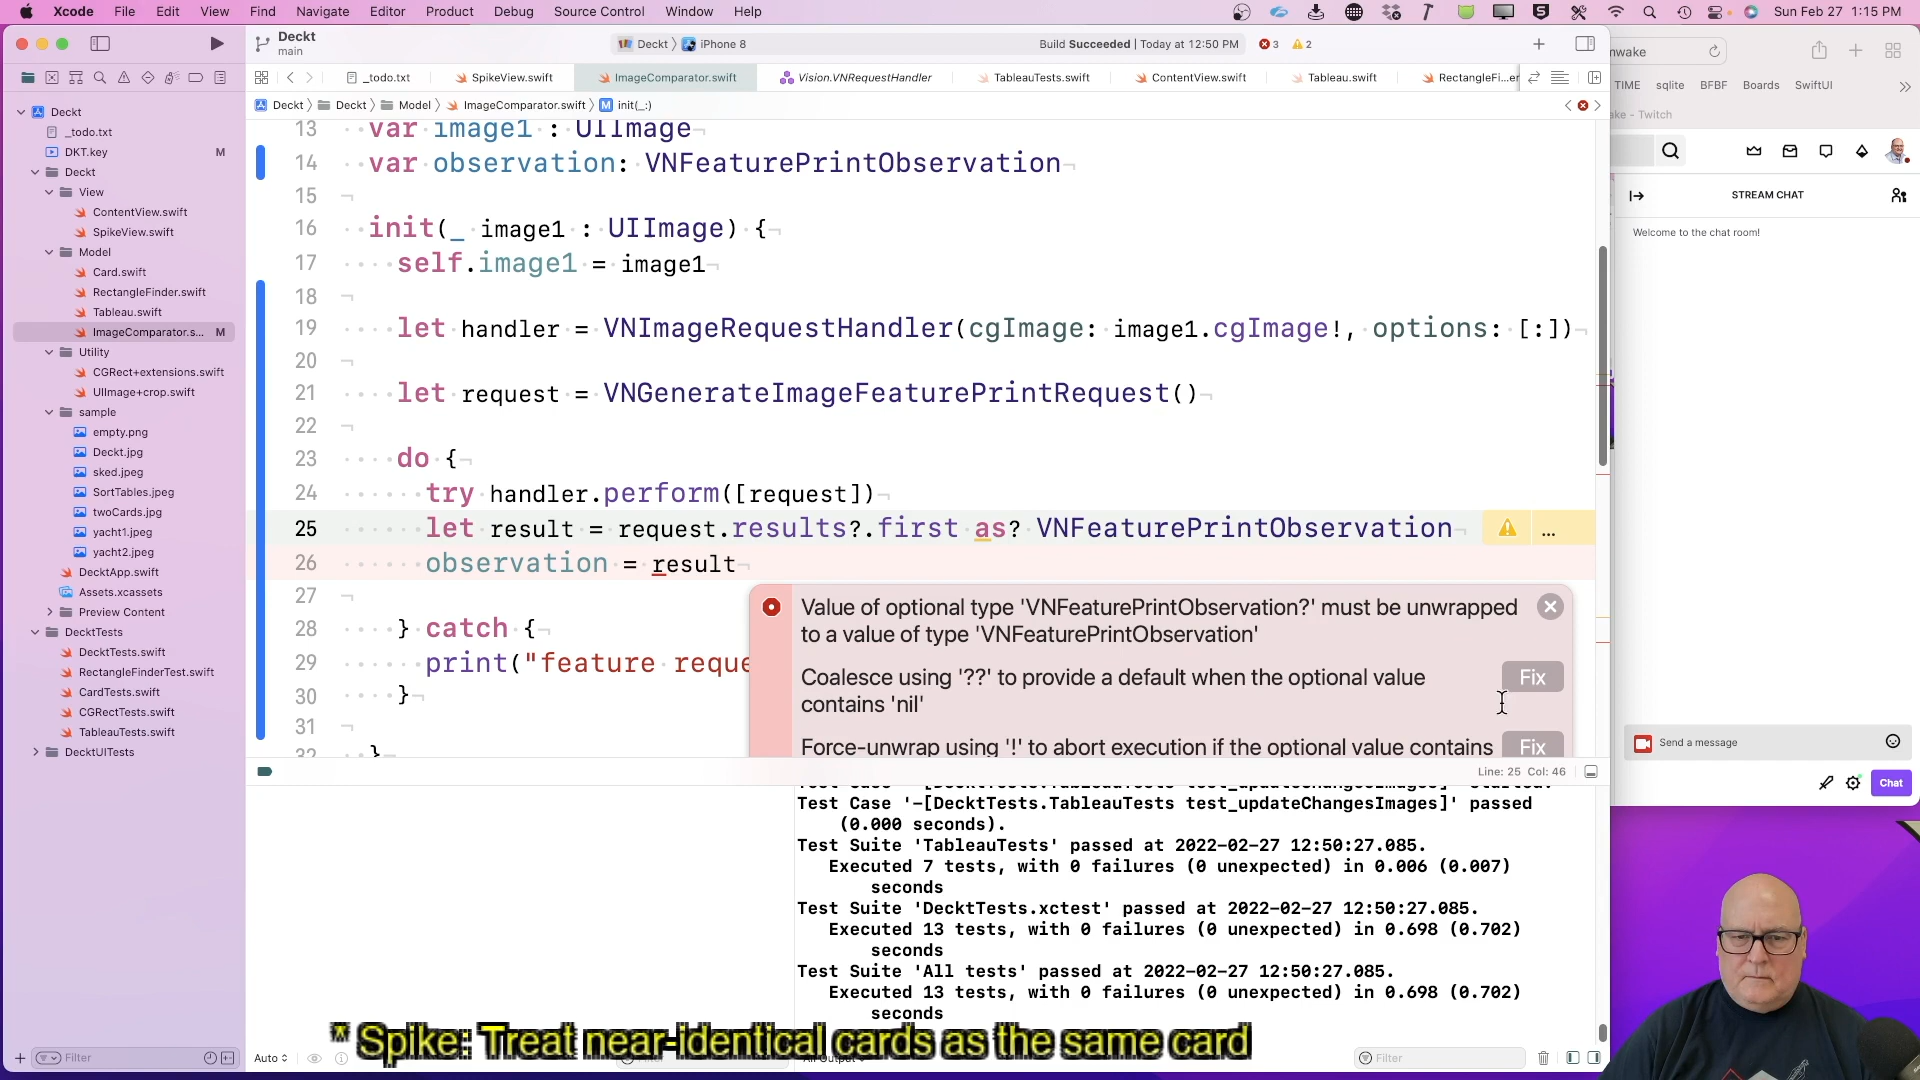 Xcode File Edit View Find Navigate Editor Product Debug Source Control Window Help Sun Feb 27 1:15 PM
Deckt
main
Deckt iPhone 8
Build Succeeded | Today at 12:50 PM
3 2
_todo.txt SpikeView.swift ImageComparator.swift Vision.VNRequestHandler TableauTests.swift ContentView.swift Tableau.swift RectangleFi...er
Deckt Deckt Model ImageComparator.swift M init(_:)
Deckt
_todo.txt
DKT.key M
Deckt
View
ContentView.swift
SpikeView.swift
Model
Card.swift
RectangleFinder.swift
Tableau.swift
ImageComparator.s... M
Utility
CGRect+extensions.swift
UIImage+crop.swift
sample
empty.png
Deckt.jpg
sked.jpeg
SortTables.jpeg
twoCards.jpg
yacht1.jpeg
yacht2.jpeg
DecktApp.swift
Assets.xcassets
Preview Content
DecktTests
DecktTests.swift
RectangleFinderTest.swift
CardTests.swift
CGRectTests.swift
TableauTests.swift
DecktUITests
Filter
13 var image1 : UIImage
14 var observation: VNFeaturePrintObservation
15
16 init(_ image1 : UIImage) {
17 self.image1 = image1
18
19 let handler = VNImageRequestHandler(cgImage: image1.cgImage!, options: [:])
20
21 let request = VNGenerateImageFeaturePrintRequest()
22
23 do {
24 try handler.perform([request])
25 let result = request.results?.first as? VNFeaturePrintObservation ...
26 observation = result
27
28 } catch {
29 print("feature reque
30 }
31
32 }
Value of optional type 'VNFeaturePrintObservation?' must be unwrapped
to a value of type 'VNFeaturePrintObservation'
Coalesce using '??' to provide a default when the optional value
contains 'nil'
Fix
Force-unwrap using '!' to abort execution if the optional value contains
Fix
Line: 25 Col: 46
Test Case '-[DecktTests.TableauTests test_updateChangesImages]' started.
Test Case '-[DecktTests.TableauTests test_updateChangesImages]' passed
(0.000 seconds).
Test Suite 'TableauTests' passed at 2022-02-27 12:50:27.085.
Executed 7 tests, with 0 failures (0 unexpected) in 0.006 (0.007)
seconds
Test Suite 'DecktTests.xctest' passed at 2022-02-27 12:50:27.085.
Executed 13 tests, with 0 failures (0 unexpected) in 0.698 (0.702)
seconds
Test Suite 'All tests' passed at 2022-02-27 12:50:27.085.
Executed 13 tests, with 0 failures (0 unexpected) in 0.698 (0.702)
seconds
* Spike: Treat near-identical cards as the same card
Auto Filter
nwake
TIME sqlite BFBF Boards SwiftUI
ake - Twitch
STREAM CHAT
Welcome to the chat room!
Send a message
Chat